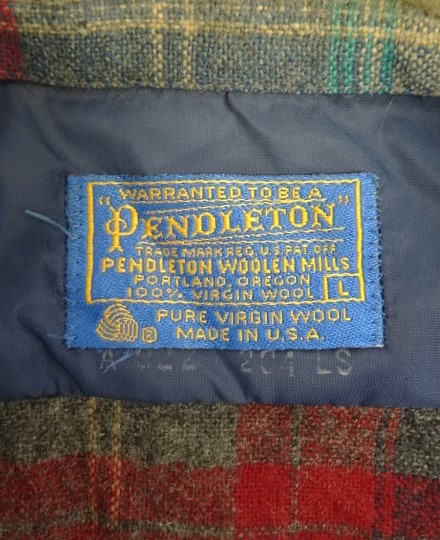 WARRANTED TO BE A
"PENDLETON"
TRADE MARK REG. U.S. PAT. OFF.
PENDLETON WOOLEN MILLS
PORTLAND, OREGON
100% VIRGIN WOOL L
® PURE VIRGIN WOOL
MADE IN U.S.A.
LS